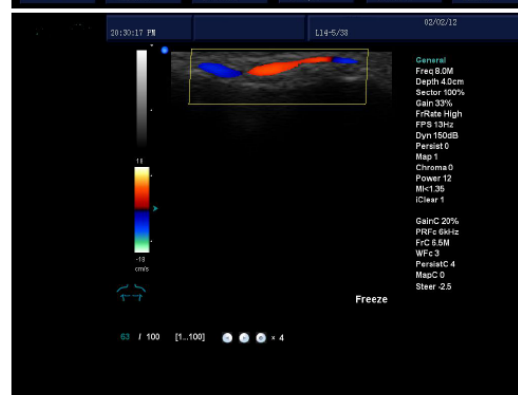 02/02/12
20:30:17 PM
L14-5/38
General
Freq 8.0M
Depth 4.0cm
Sector 100%
Gain 33%
FrRate High
FPS 13Hz
Dyn 150dB
Persist 0
Map 1
Chroma 0
Power 12
MI<1.35
iClear 1
GainC 20%
PRFc 6kHz
FrC 6.5M
WFc 3
PersistC 4
MapC 0
Steer -2.5
18
-18
cm/s
Freeze
63 / 100 [1...100] × 4